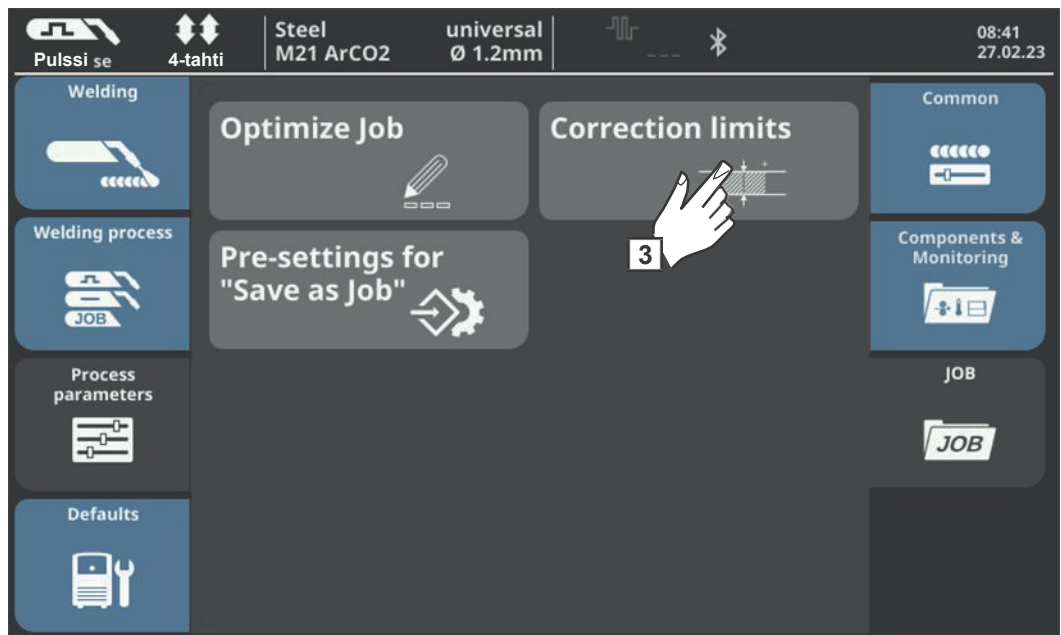 Pulssi se
4-tahti
Steel universal
M21 ArCO2 Ø 1.2mm
---
08:41
27.02.23
Welding
Welding process
JOB
Process
parameters
Defaults
Optimize Job
Correction limits
3
Pre-settings for
"Save as Job"
Common
Components &
Monitoring
JOB
JOB